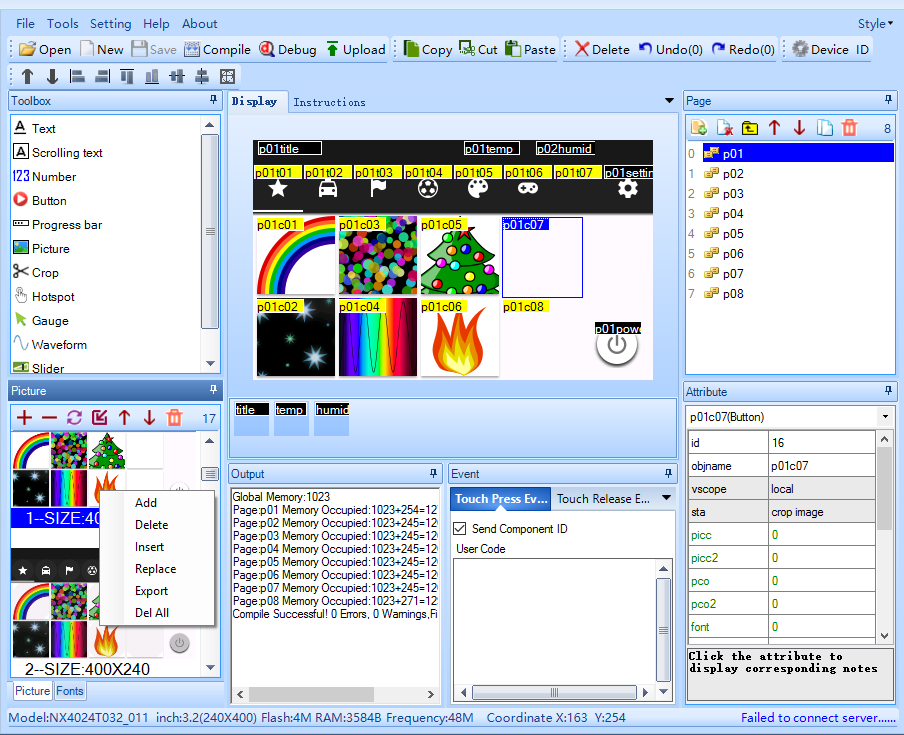 File Tools Setting Help About Style
Open New Save Compile Debug Upload Copy Cut Paste Delete Undo(0) Redo(0) Device ID
Toolbox
A Text
A Scrolling text
123 Number
Button
Progress bar
Picture
Crop
Hotspot
Gauge
Waveform
Slider
Picture
17
1--SIZE:40
Add
Delete
Insert
Replace
Export
Del All
2--SIZE:400X240
Picture Fonts
Display Instructions
p01title p01temp p02humid
p01t01 p01t02 p01t03 p01t04 p01t05 p01t06 p01t07 p01settin
p01c01 p01c03 p01c05 p01c07
p01c02 p01c04 p01c06 p01c08
p01powe
title temp humid
Output
Global Memory:1023
Page:p01 Memory Occupied:1023+254=12
Page:p02 Memory Occupied:1023+245=120
Page:p03 Memory Occupied:1023+245=120
Page:p04 Memory Occupied:1023+245=120
Page:p05 Memory Occupied:1023+245=120
Page:p06 Memory Occupied:1023+245=120
Page:p07 Memory Occupied:1023+245=120
Page:p08 Memory Occupied:1023+271=129
Compile Successful! 0 Errors, 0 Warnings,Fi
Event
Touch Press Ev... Touch Release E...
Send Component ID
User Code
Page
8
0 p01
1 p02
2 p03
3 p04
4 p05
5 p06
6 p07
7 p08
Attribute
p01c07(Button)
id 16
objname p01c07
vscope local
sta crop image
picc 0
picc2 0
pco 0
pco2 0
font 0
Click the attribute to
display corresponding notes
Model:NX4024T032_011 inch:3.2(240X400) Flash:4M RAM:3584B Frequency:48M Coordinate X:163 Y:254 Failed to connect server......